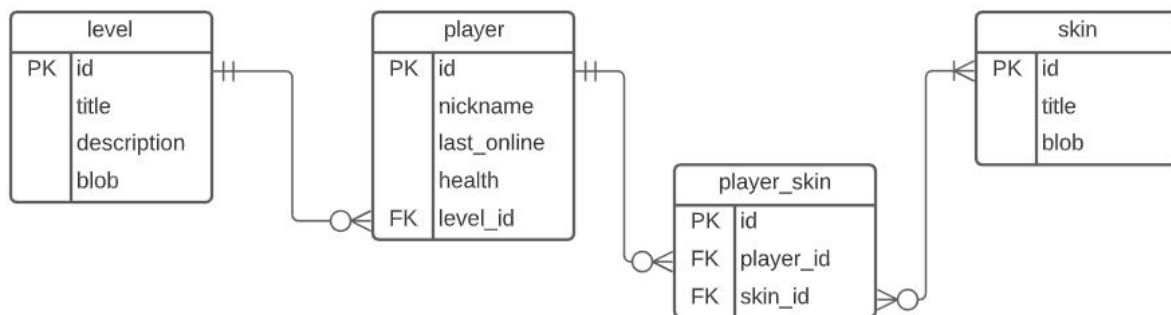 level
PK id
title
description
blob
player
PK id
nickname
last_online
health
FK level_id
player_skin
PK id
FK player_id
FK skin_id
skin
PK id
title
blob